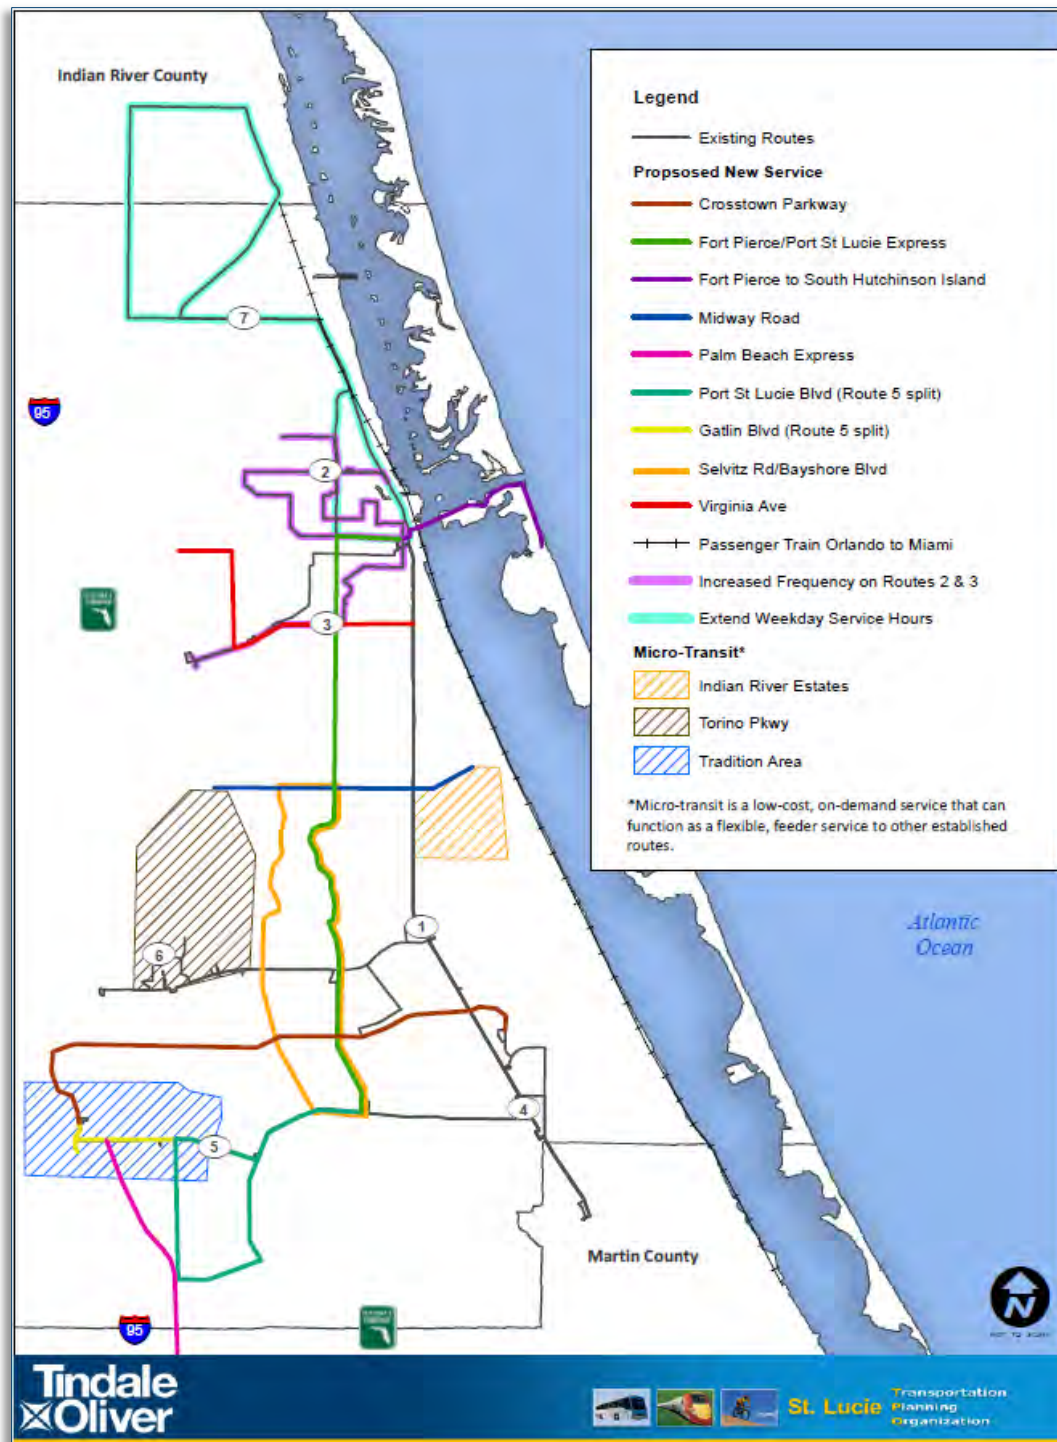 Indian River County
Legend
Existing Routes
Propsosed New Service
Crosstown Parkway
Fort Pierce/Port St Lucie Express
Fort Pierce to South Hutchinson Island
Midway Road
Palm Beach Express
Port St Lucie Blvd (Route 5 split)
Gatlin Blvd (Route 5 split)
Selvitz Rd/Bayshore Blvd
Virginia Ave
Passenger Train Orlando to Miami
Increased Frequency on Routes 2 & 3
Extend Weekday Service Hours
Micro-Transit*
Indian River Estates
Torino Pkwy
Tradition Area
*Micro-transit is a low-cost, on-demand service that can
function as a flexible, feeder service to other established
routes.
7
95
2
3
1
6
4
5
Atlantic
Ocean
Martin County
95
N
NOT TO SCALE
Tindale
Oliver
St. Lucie
Transportation
Planning
Organization